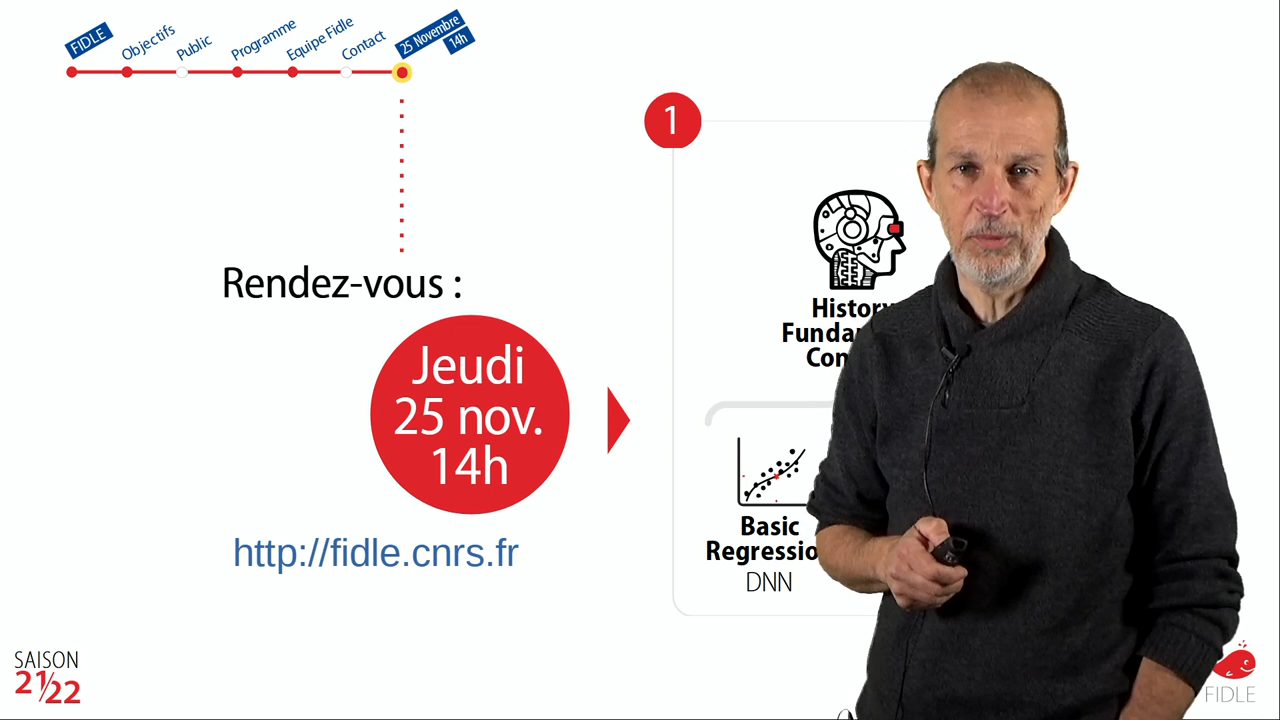 FIDLE
Objectifs
Public
Programme
Equipe Fidle
Contact
25 Novembre
14h
1
Rendez-vous :
Jeudi
25 nov.
14h
http://fidle.cnrs.fr
History
Basic
DNN
SAISON
21/22
FIDLE